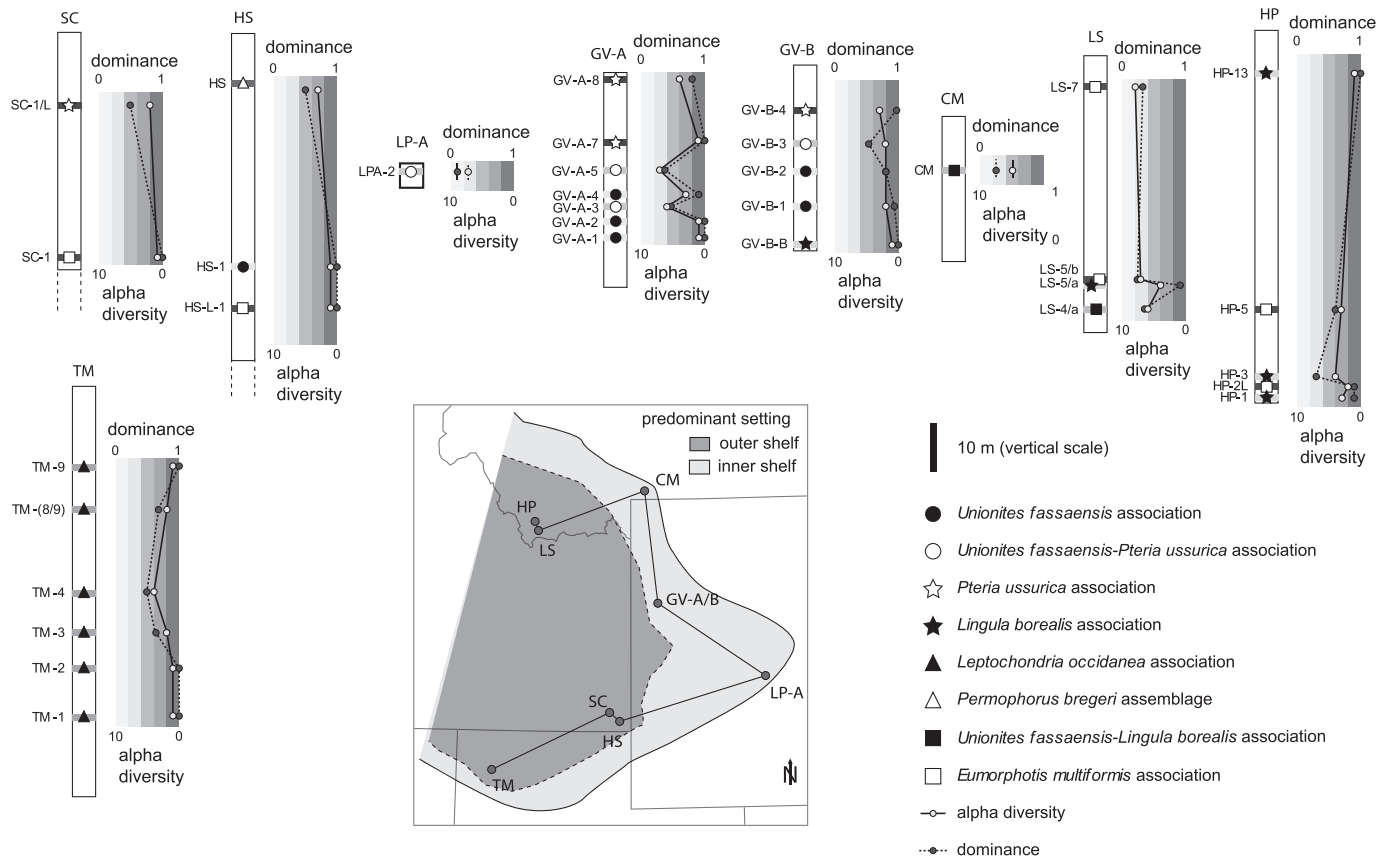 SC
dominance
0 1
SC-1/L
SC-1
10 0
alpha
diversity
HS
dominance
0 1
HS
HS-1
HS-L-1
10 0
alpha
diversity
LP-A
dominance
0 1
LPA-2
10 0
alpha
diversity
GV-A
dominance
0 1
GV-A-8
GV-A-7
GV-A-5
GV-A-4
GV-A-3
GV-A-2
GV-A-1
10 0
alpha
diversity
GV-B
dominance
0 1
GV-B-4
GV-B-3
GV-B-2
GV-B-1
GV-B-B
10 0
alpha
diversity
CM
dominance
0
1
CM
10
alpha
diversity 0
LS
dominance
0 1
LS-7
LS-5/b
LS-5/a
LS-4/a
10 0
alpha
diversity
HP
dominance
0 1
HP-13
HP-5
HP-3
HP-2L
HP-1
10 0
alpha
diversity
TM
dominance
0 1
TM-9
TM-(8/9)
TM-4
TM-3
TM-2
TM-1
10 0
alpha
diversity
predominant setting
outer shelf
inner shelf
CM
HP
LS
GV-A/B
LP-A
SC
HS
TM
N
10 m (vertical scale)
Unionites fassaensis association
Unionites fassaensis-Pteria ussurica association
Pteria ussurica association
Lingula borealis association
Leptochondria occidanea association
Permophorus bregeri assemblage
Unionites fassaensis-Lingula borealis association
Eumorphotis multiformis association
alpha diversity
dominance